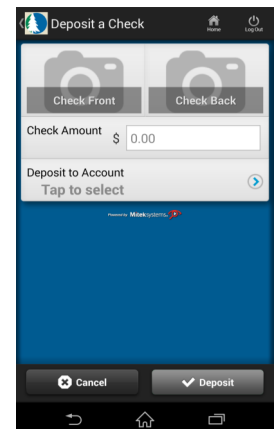 Deposit a Check
Home
Log Out
Check Front
Check Back
Check Amount
$ 0.00
Deposit to Account
Tap to select
Powered by Miteksystems
Cancel
Deposit